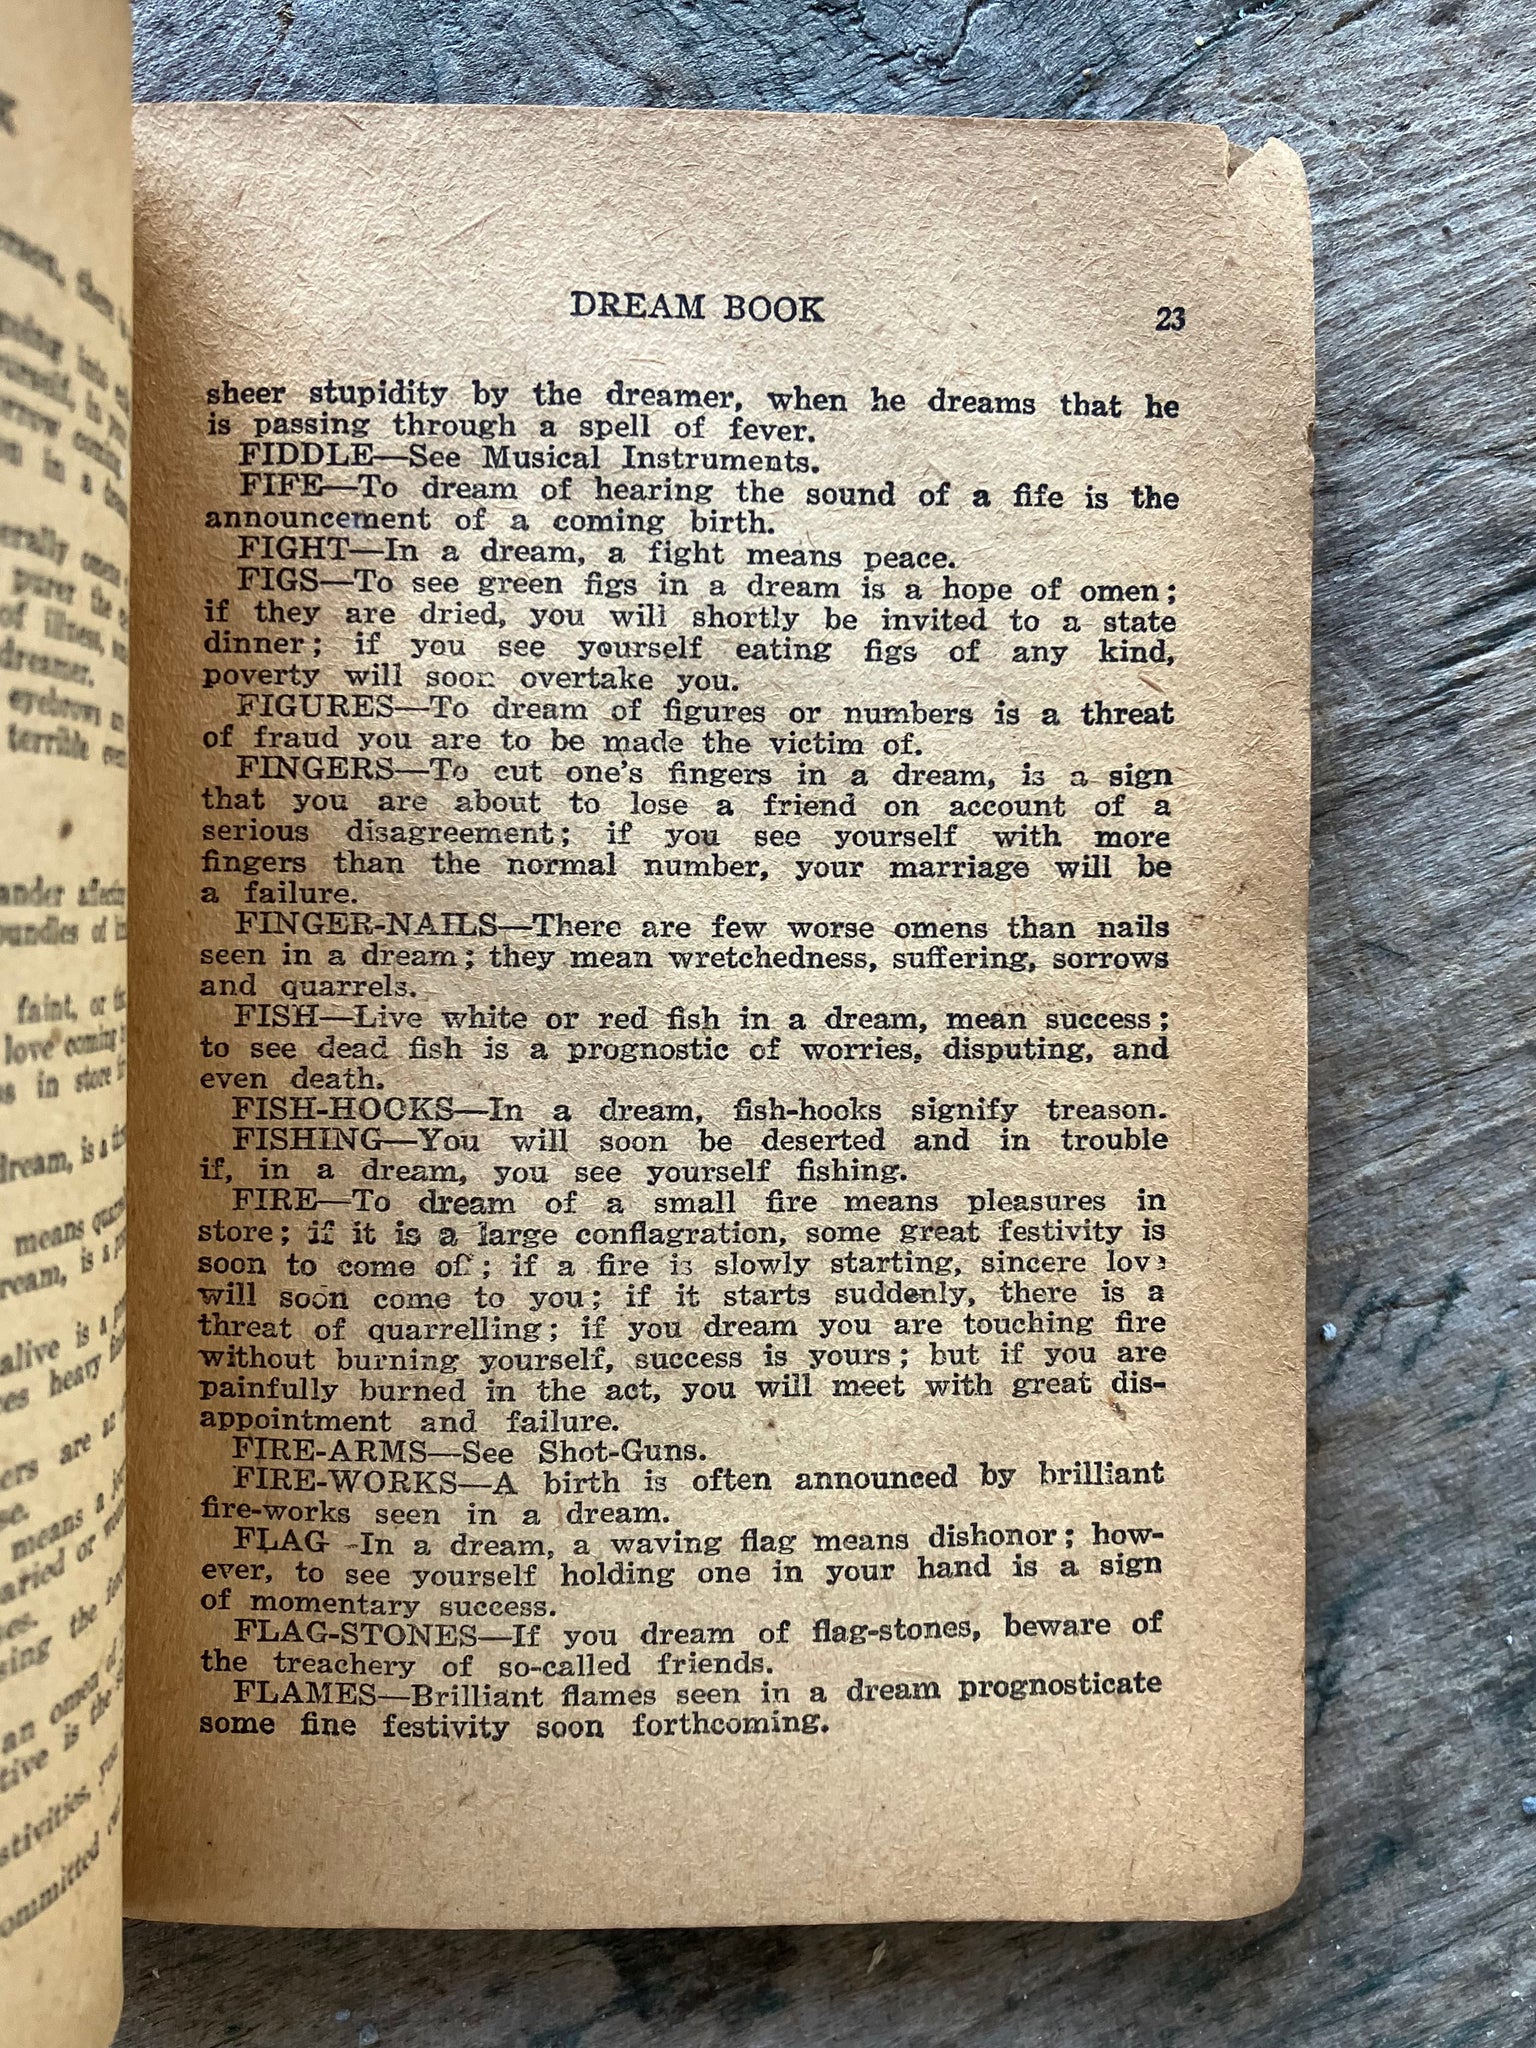 DREAM BOOK 23
sheer stupidity by the dreamer, when he dreams that he
is passing through a spell of fever.
FIDDLE—See Musical Instruments.
FIFE—To dream of hearing the sound of a fife is the
announcement of a coming birth.
FIGHT—In a dream, a fight means peace.
FIGS—To see green figs in a dream is a hope of omen;
if they are dried, you will shortly be invited to a state
dinner; if you see yourself eating figs of any kind,
poverty will soon overtake you.
FIGURES—To dream of figures or numbers is a threat
of fraud you are to be made the victim of.
FINGERS—To cut one's fingers in a dream, is a sign
that you are about to lose a friend on account of a
serious disagreement; if you see yourself with more
fingers than the normal number, your marriage will be
a failure.
FINGER-NAILS—There are few worse omens than nails
seen in a dream; they mean wretchedness, suffering, sorrows
and quarrels.
FISH—Live white or red fish in a dream, mean success;
to see dead fish is a prognostic of worries, disputing, and
even death.
FISH-HOOKS—In a dream, fish-hooks signify treason.
FISHING—You will soon be deserted and in trouble
if, in a dream, you see yourself fishing.
FIRE—To dream of a small fire means pleasures in
store; if it is a large conflagration, some great festivity is
soon to come off; if a fire is slowly starting, sincere love
will soon come to you; if it starts suddenly, there is a
threat of quarrelling; if you dream you are touching fire
without burning yourself, success is yours; but if you are
painfully burned in the act, you will meet with great dis-
appointment and failure.
FIRE-ARMS—See Shot-Guns.
FIRE-WORKS—A birth is often announced by brilliant
fire-works seen in a dream.
FLAG—In a dream, a waving flag means dishonor; how-
ever, to see yourself holding one in your hand is a sign
of momentary success.
FLAG-STONES—If you dream of flag-stones, beware of
the treachery of so-called friends.
FLAMES—Brilliant flames seen in a dream prognosticate
some fine festivity soon forthcoming.